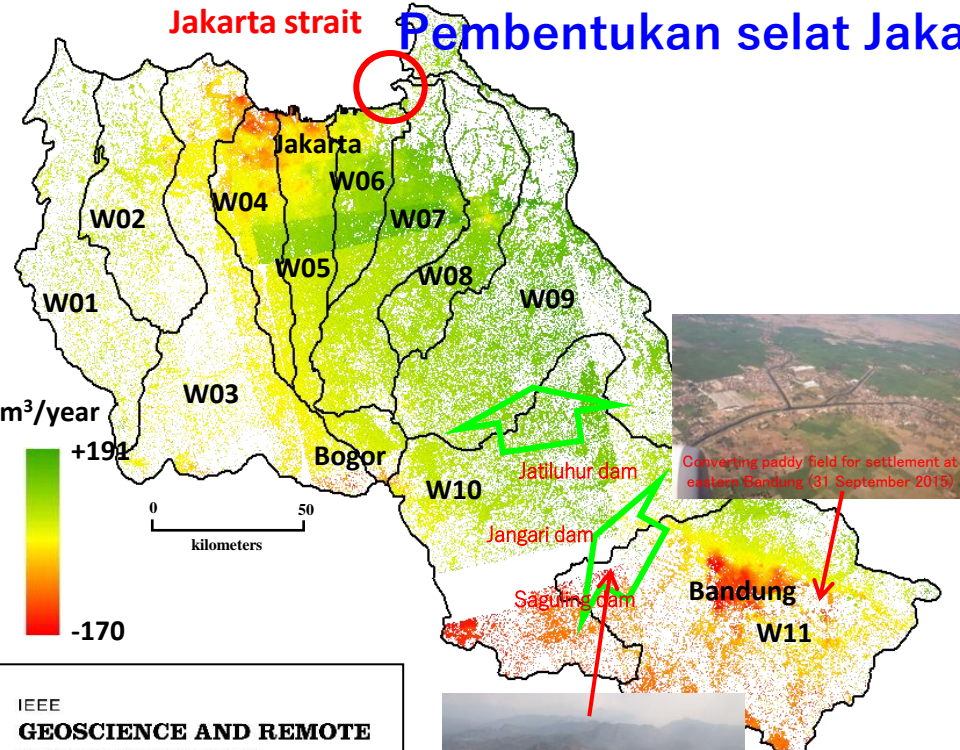 Jakarta strait
Pembentukan selat Jaka
Jakarta
W06
W04
W02
W07
W05
W08
W09
W01
W03
m³/year
+191
-170
Bogor
W10
0 50
kilometers
Jatiluhur dam
Jangari dam
Saguling dam
Converting paddy field for settlement at
eastern Bandung (31 September 2015)
Bandung
W11
IEEE
GEOSCIENCE AND REMOTE